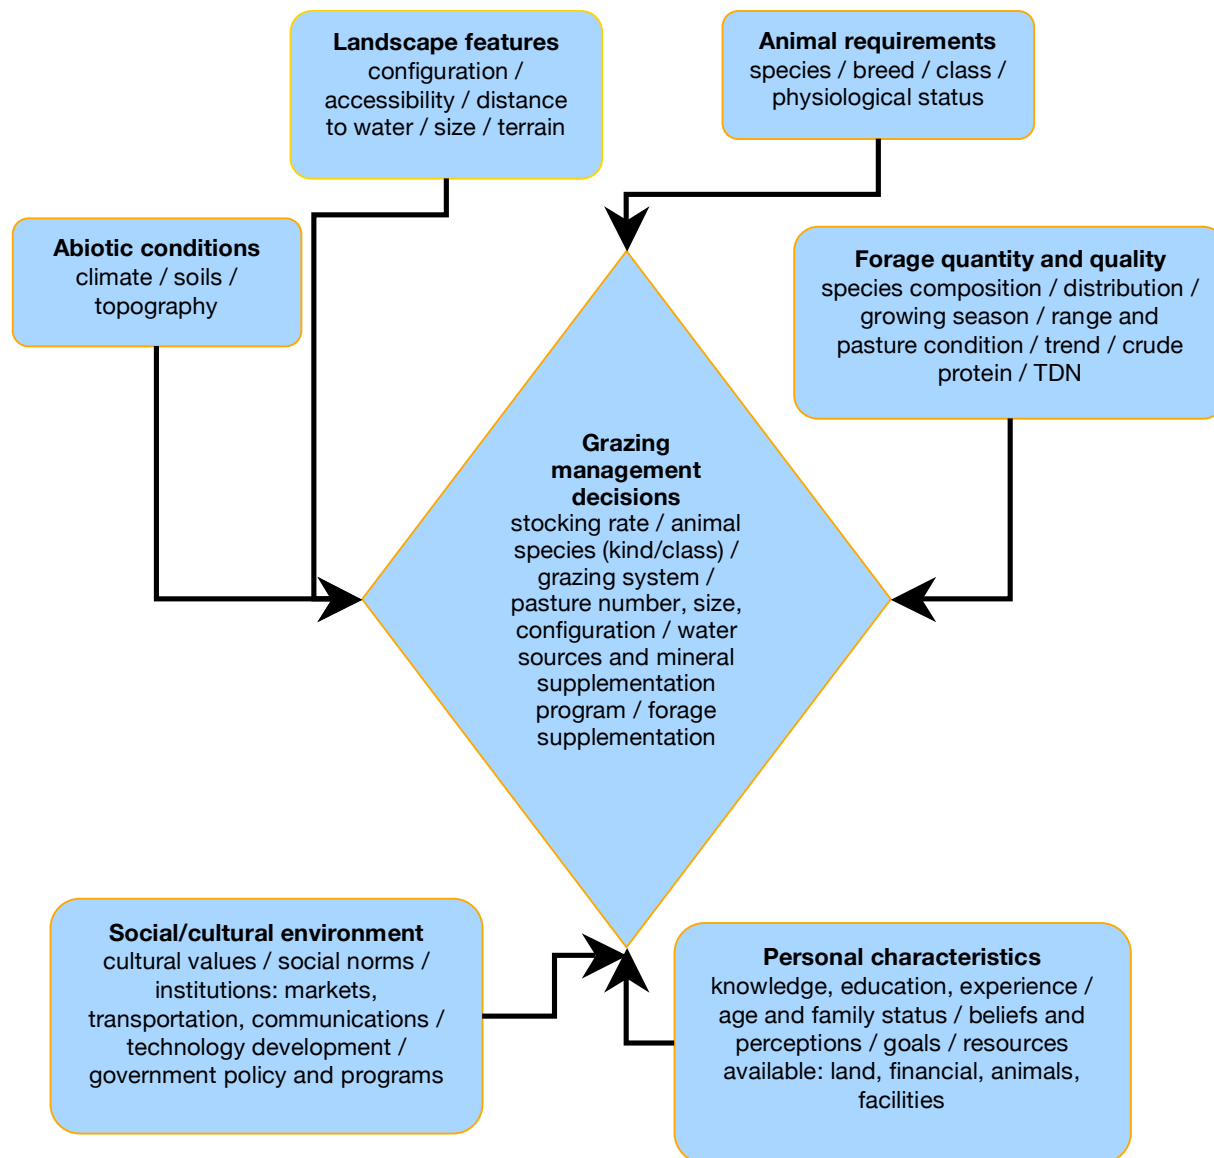 Landscape features
configuration /
accessibility / distance
to water / size / terrain
Animal requirements
species / breed / class /
physiological status
Abiotic conditions
climate / soils /
topography
Forage quantity and quality
species composition / distribution /
growing season / range and
pasture condition / trend / crude
protein / TDN
Grazing
management
decisions
stocking rate / animal
species (kind/class) /
grazing system /
pasture number, size,
configuration / water
sources and mineral
supplementation
program / forage
supplementation
Social/cultural environment
cultural values / social norms /
institutions: markets,
transportation, communications /
technology development /
government policy and programs
Personal characteristics
knowledge, education, experience /
age and family status / beliefs and
perceptions / goals / resources
available: land, financial, animals,
facilities